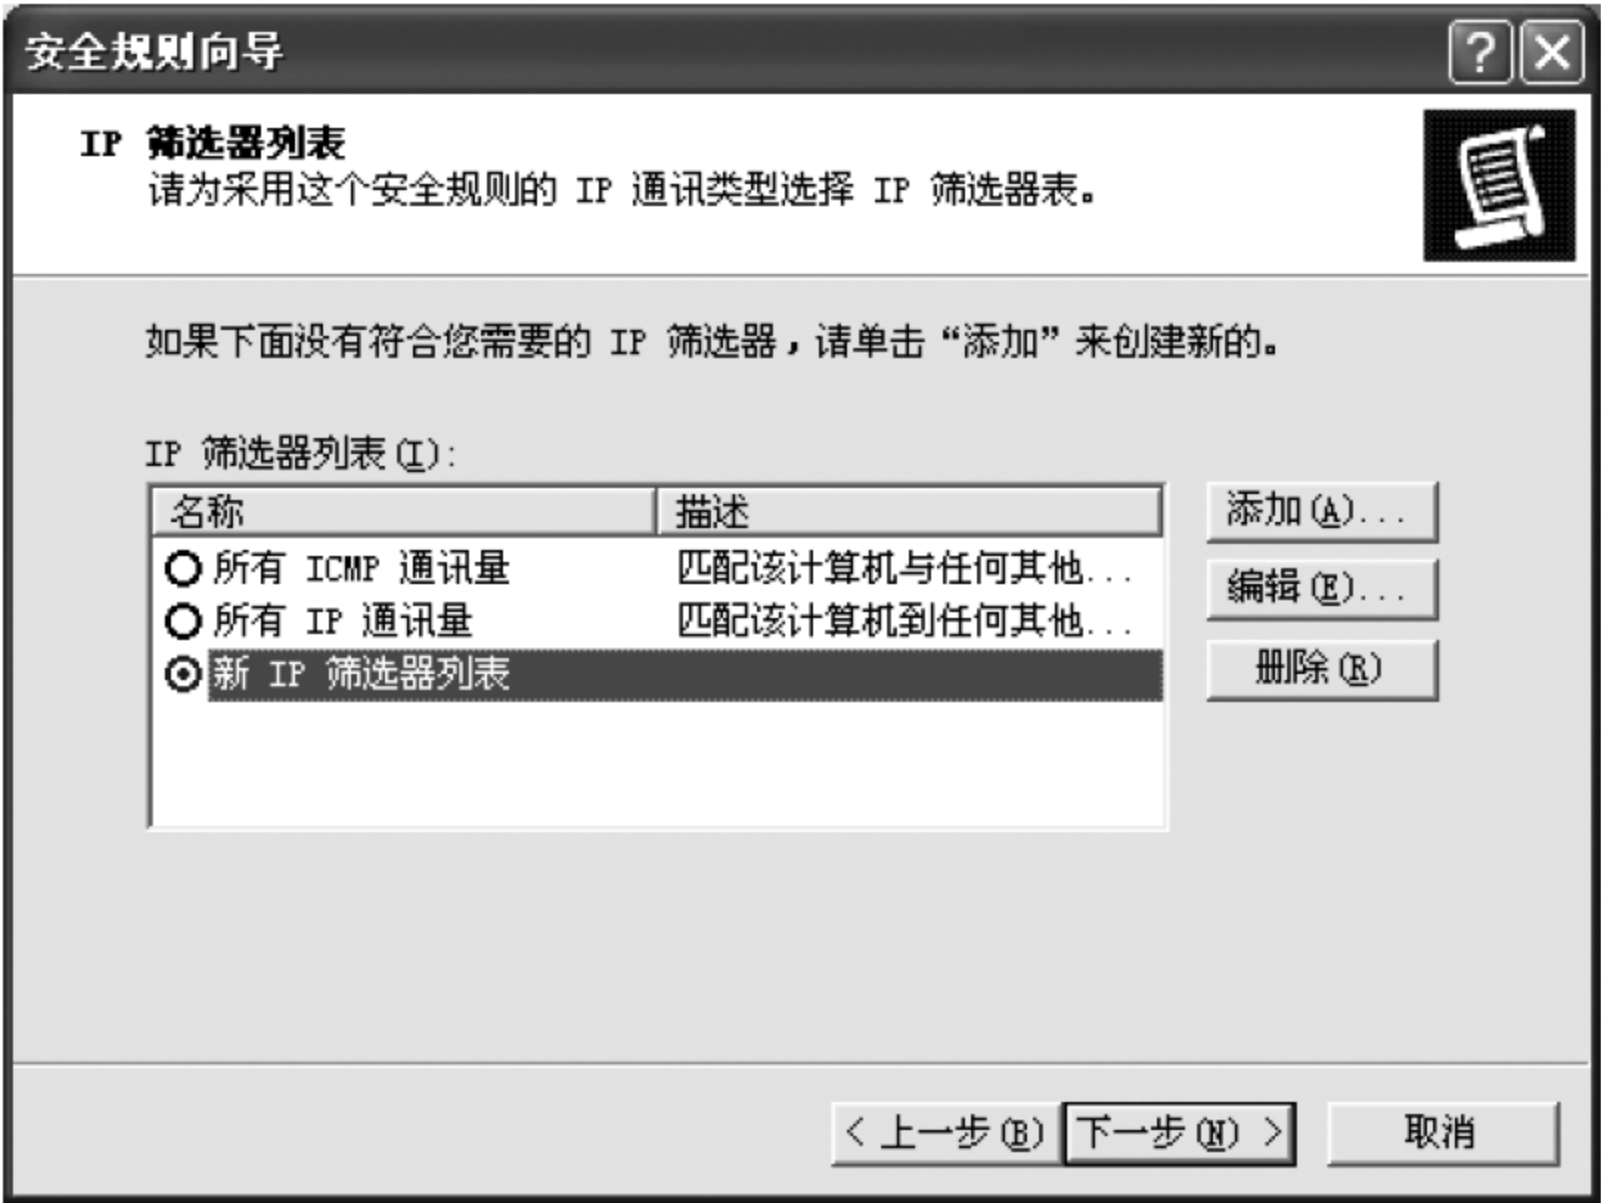 安全规则向导
IP 筛选器列表
请为采用这个安全规则的 IP 通讯类型选择 IP 筛选器表。
如果下面没有符合您需要的 IP 筛选器，请单击“添加”来创建新的。
IP 筛选器列表(I):
名称 描述 添加(A)...
所有 ICMP 通讯量 匹配该计算机与任何其他...
编辑(E)...
所有 IP 通讯量 匹配该计算机到任何其他...
新 IP 筛选器列表 删除(R)
< 上一步(B) 下一步(N) > 取消